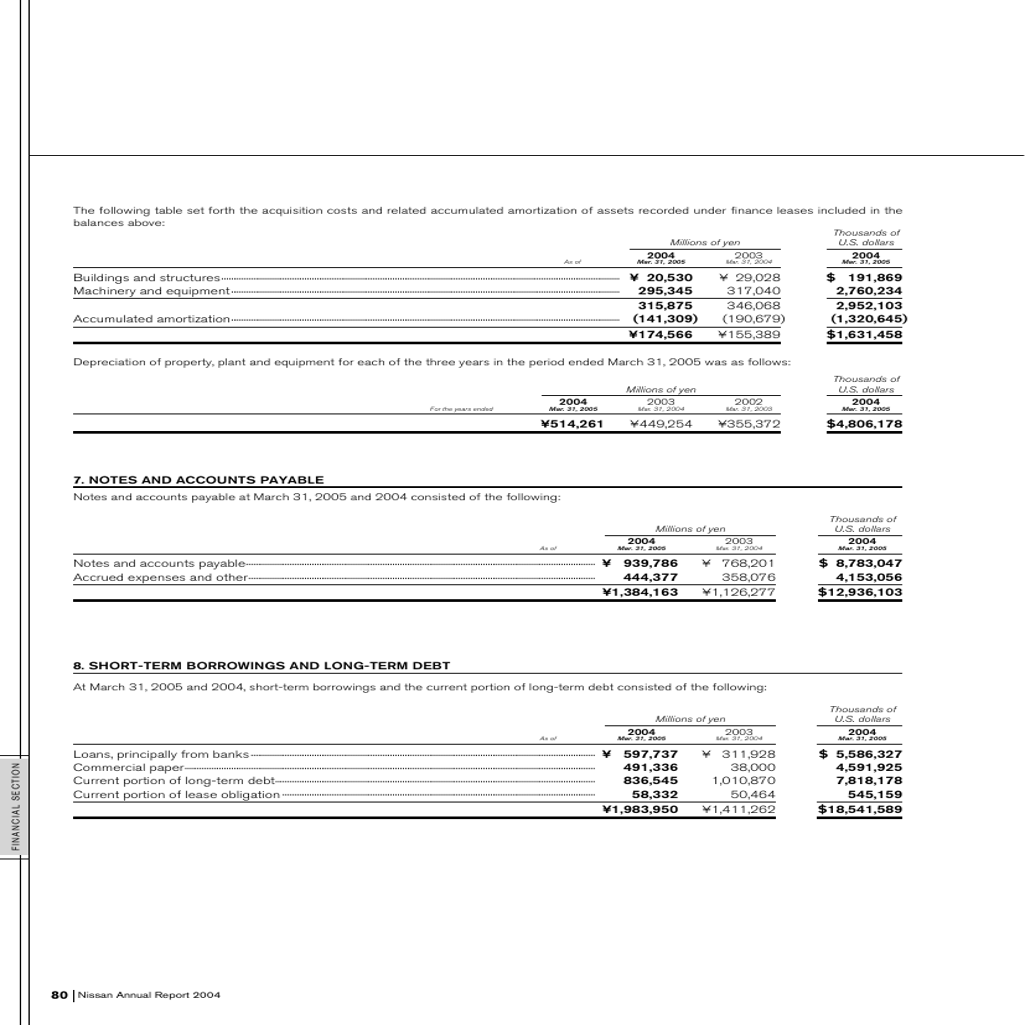 The following table set forth the acquisition costs and related accumulated amortization of assets recorded under finance leases included in the
balances above:
Thousands of
Millions of yen U.S. dollars
2004 2003 2004
As of Mar. 31, 2005 Mar. 31, 2004 Mar. 31, 2005
Buildings and structures ¥ 20,530 ¥ 29,028 $ 191,869
Machinery and equipment 295,345 317,040 2,760,234
315,875 346,068 2,952,103
Accumulated amortization (141,309) (190,679) (1,320,645)
¥174,566 ¥155,389 $1,631,458
Depreciation of property, plant and equipment for each of the three years in the period ended March 31, 2005 was as follows:
Thousands of
Millions of yen U.S. dollars
2004 2003 2002 2004
For the years ended Mar. 31, 2005 Mar. 31, 2004 Mar. 31, 2003 Mar. 31, 2005
¥514,261 ¥449,254 ¥355,372 $4,806,178
7. NOTES AND ACCOUNTS PAYABLE
Notes and accounts payable at March 31, 2005 and 2004 consisted of the following:
Thousands of
Millions of yen U.S. dollars
2004 2003 2004
As of Mar. 31, 2005 Mar. 31, 2004 Mar. 31, 2005
Notes and accounts payable ¥ 939,786 ¥ 768,201 $ 8,783,047
Accrued expenses and other 444,377 358,076 4,153,056
¥1,384,163 ¥1,126,277 $12,936,103
8. SHORT-TERM BORROWINGS AND LONG-TERM DEBT
At March 31, 2005 and 2004, short-term borrowings and the current portion of long-term debt consisted of the following:
Thousands of
Millions of yen U.S. dollars
2004 2003 2004
As of Mar. 31, 2005 Mar. 31, 2004 Mar. 31, 2005
Loans, principally from banks ¥ 597,737 ¥ 311,928 $ 5,586,327
Commercial paper 491,336 38,000 4,591,925
Current portion of long-term debt 836,545 1,010,870 7,818,178
Current portion of lease obligation 58,332 50,464 545,159
¥1,983,950 ¥1,411,262 $18,541,589
FINANCIAL SECTION
80 Nissan Annual Report 2004